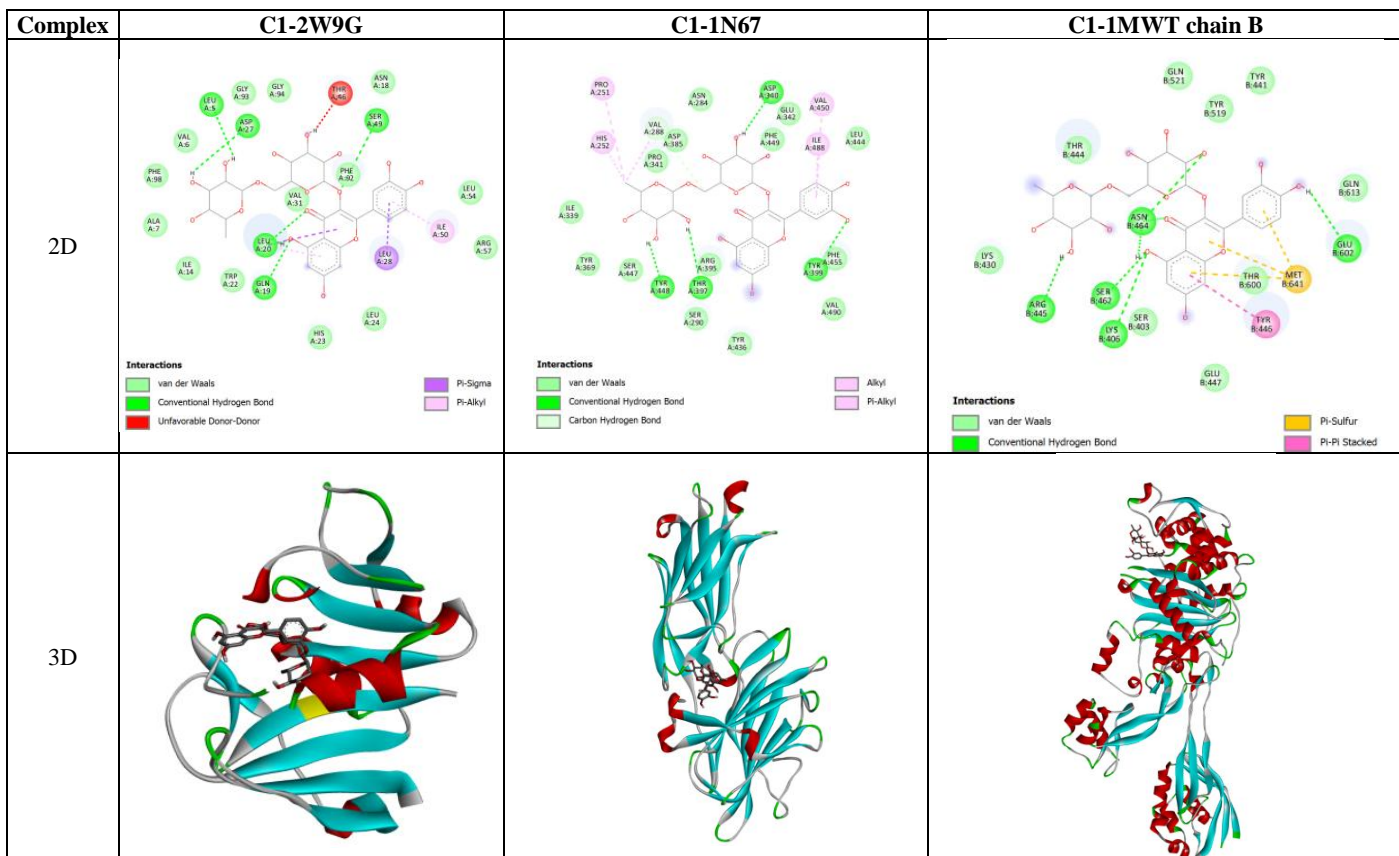 Complex C1-2W9G C1-1N67 C1-1MWT chain B
2D
ASN A:18
GLY A:93
GLY A:94
THR A:46
LEU A:5
ASP A:27
SER A:49
VAL A:6
PHE A:98
PHE A:92
VAL A:31
LEU A:54
ALA A:7
LEU A:20
ILE A:50
ARG A:57
LEU A:28
ILE A:14
TRP A:22
GLN A:19
LEU A:24
HIS A:23
Interactions
van der Waals
Conventional Hydrogen Bond
Unfavorable Donor-Donor
Pi-Sigma
Pi-Alkyl
PRO A:251
ASN A:284
ASP A:340
GLU A:342
VAL A:450
HIS A:252
VAL A:288
ASP A:385
PHE A:449
ILE A:488
LEU A:444
PRO A:341
ILE A:339
TYR A:369
SER A:447
ARG A:395
TYR A:399
PHE A:455
TYR A:448
THR A:397
SER A:290
VAL A:490
TYR A:436
Interactions
van der Waals
Conventional Hydrogen Bond
Carbon Hydrogen Bond
Alkyl
Pi-Alkyl
GLN B:521
TYR B:441
TYR B:519
THR B:444
GLN B:613
ASN B:464
GLU B:602
LYS B:430
THR B:600
MET B:641
ARG B:445
SER B:462
LYS B:406
SER B:403
TYR B:446
GLU B:447
Interactions
van der Waals
Conventional Hydrogen Bond
Pi-Sulfur
Pi-Pi Stacked
3D